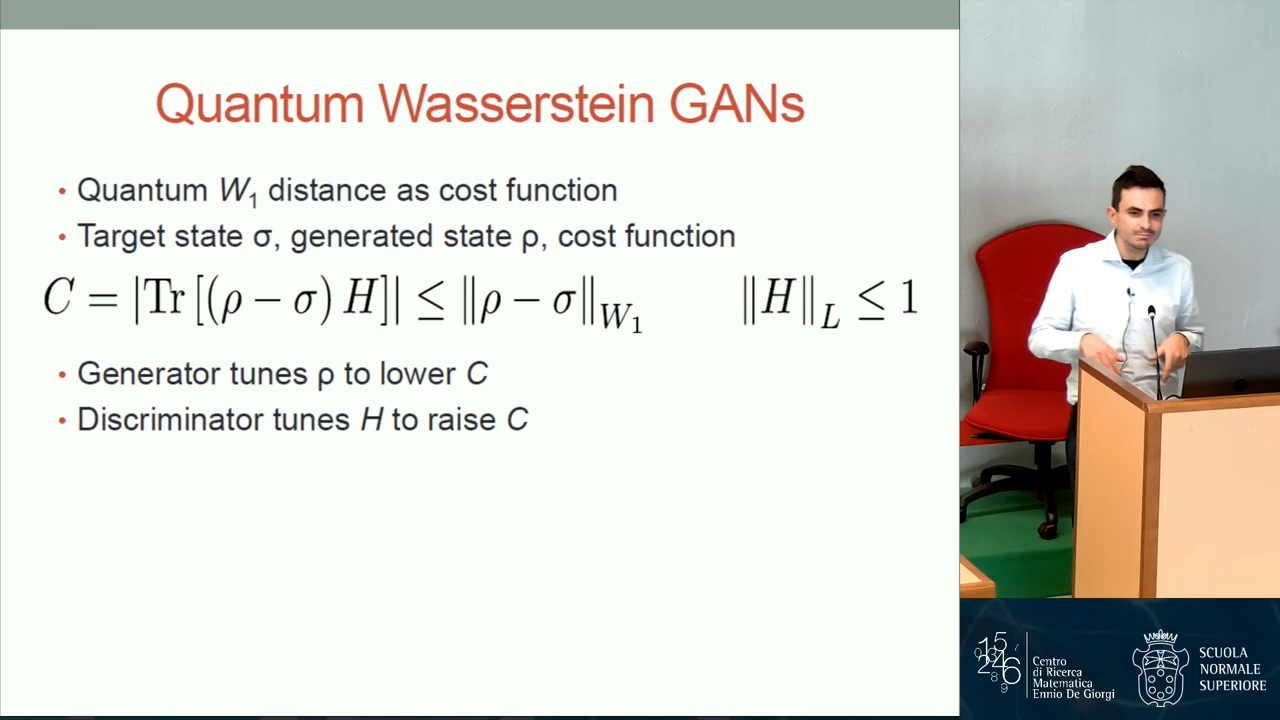 Quantum Wasserstein GANs
• Quantum W₁ distance as cost function
• Target state σ, generated state ρ, cost function
C = |Tr [(ρ − σ) H]| ≤ ‖ρ − σ‖_{W₁} ‖H‖_L ≤ 1
• Generator tunes ρ to lower C
• Discriminator tunes H to raise C
Centro
di Ricerca
Matematica
Ennio De Giorgi
SCUOLA
NORMALE
SUPERIORE